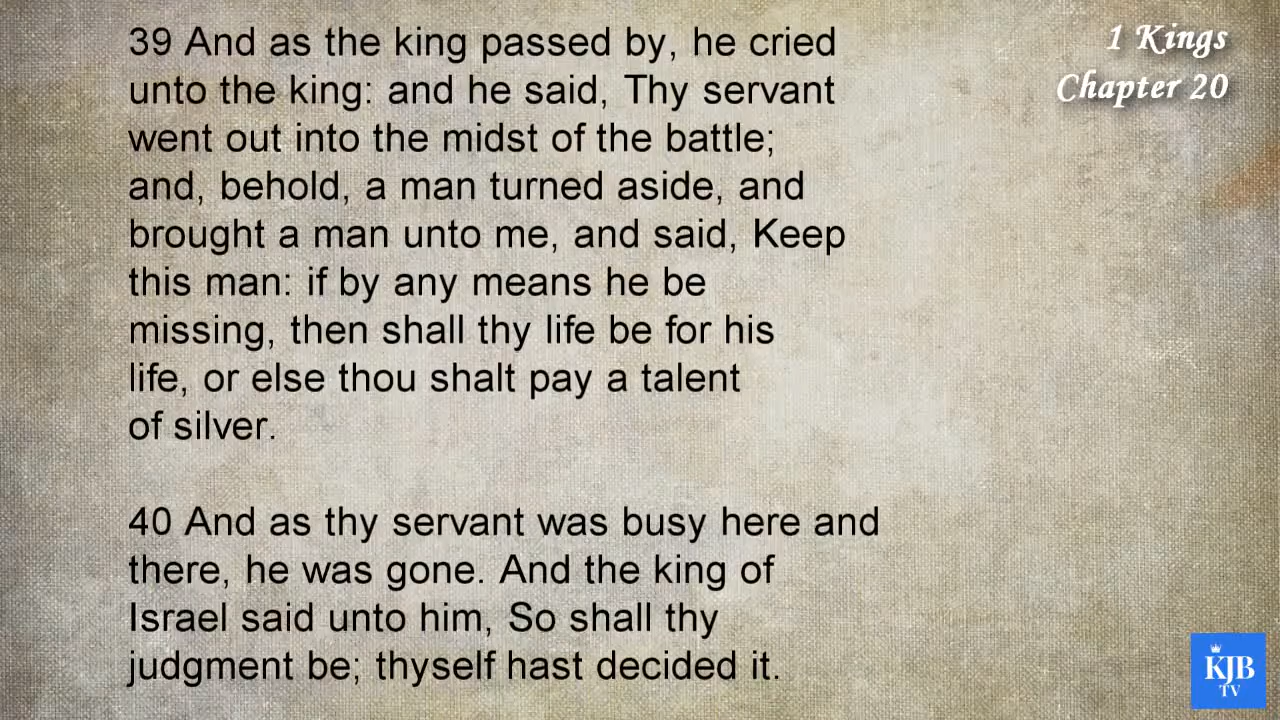 39 And as the king passed by, he cried
unto the king: and he said, Thy servant
went out into the midst of the battle;
and, behold, a man turned aside, and
brought a man unto me, and said, Keep
this man: if by any means he be
missing, then shall thy life be for his
life, or else thou shalt pay a talent
of silver.
40 And as thy servant was busy here and
there, he was gone. And the king of
Israel said unto him, So shall thy
judgment be; thyself hast decided it.
1 Kings
Chapter 20
KJB
TV